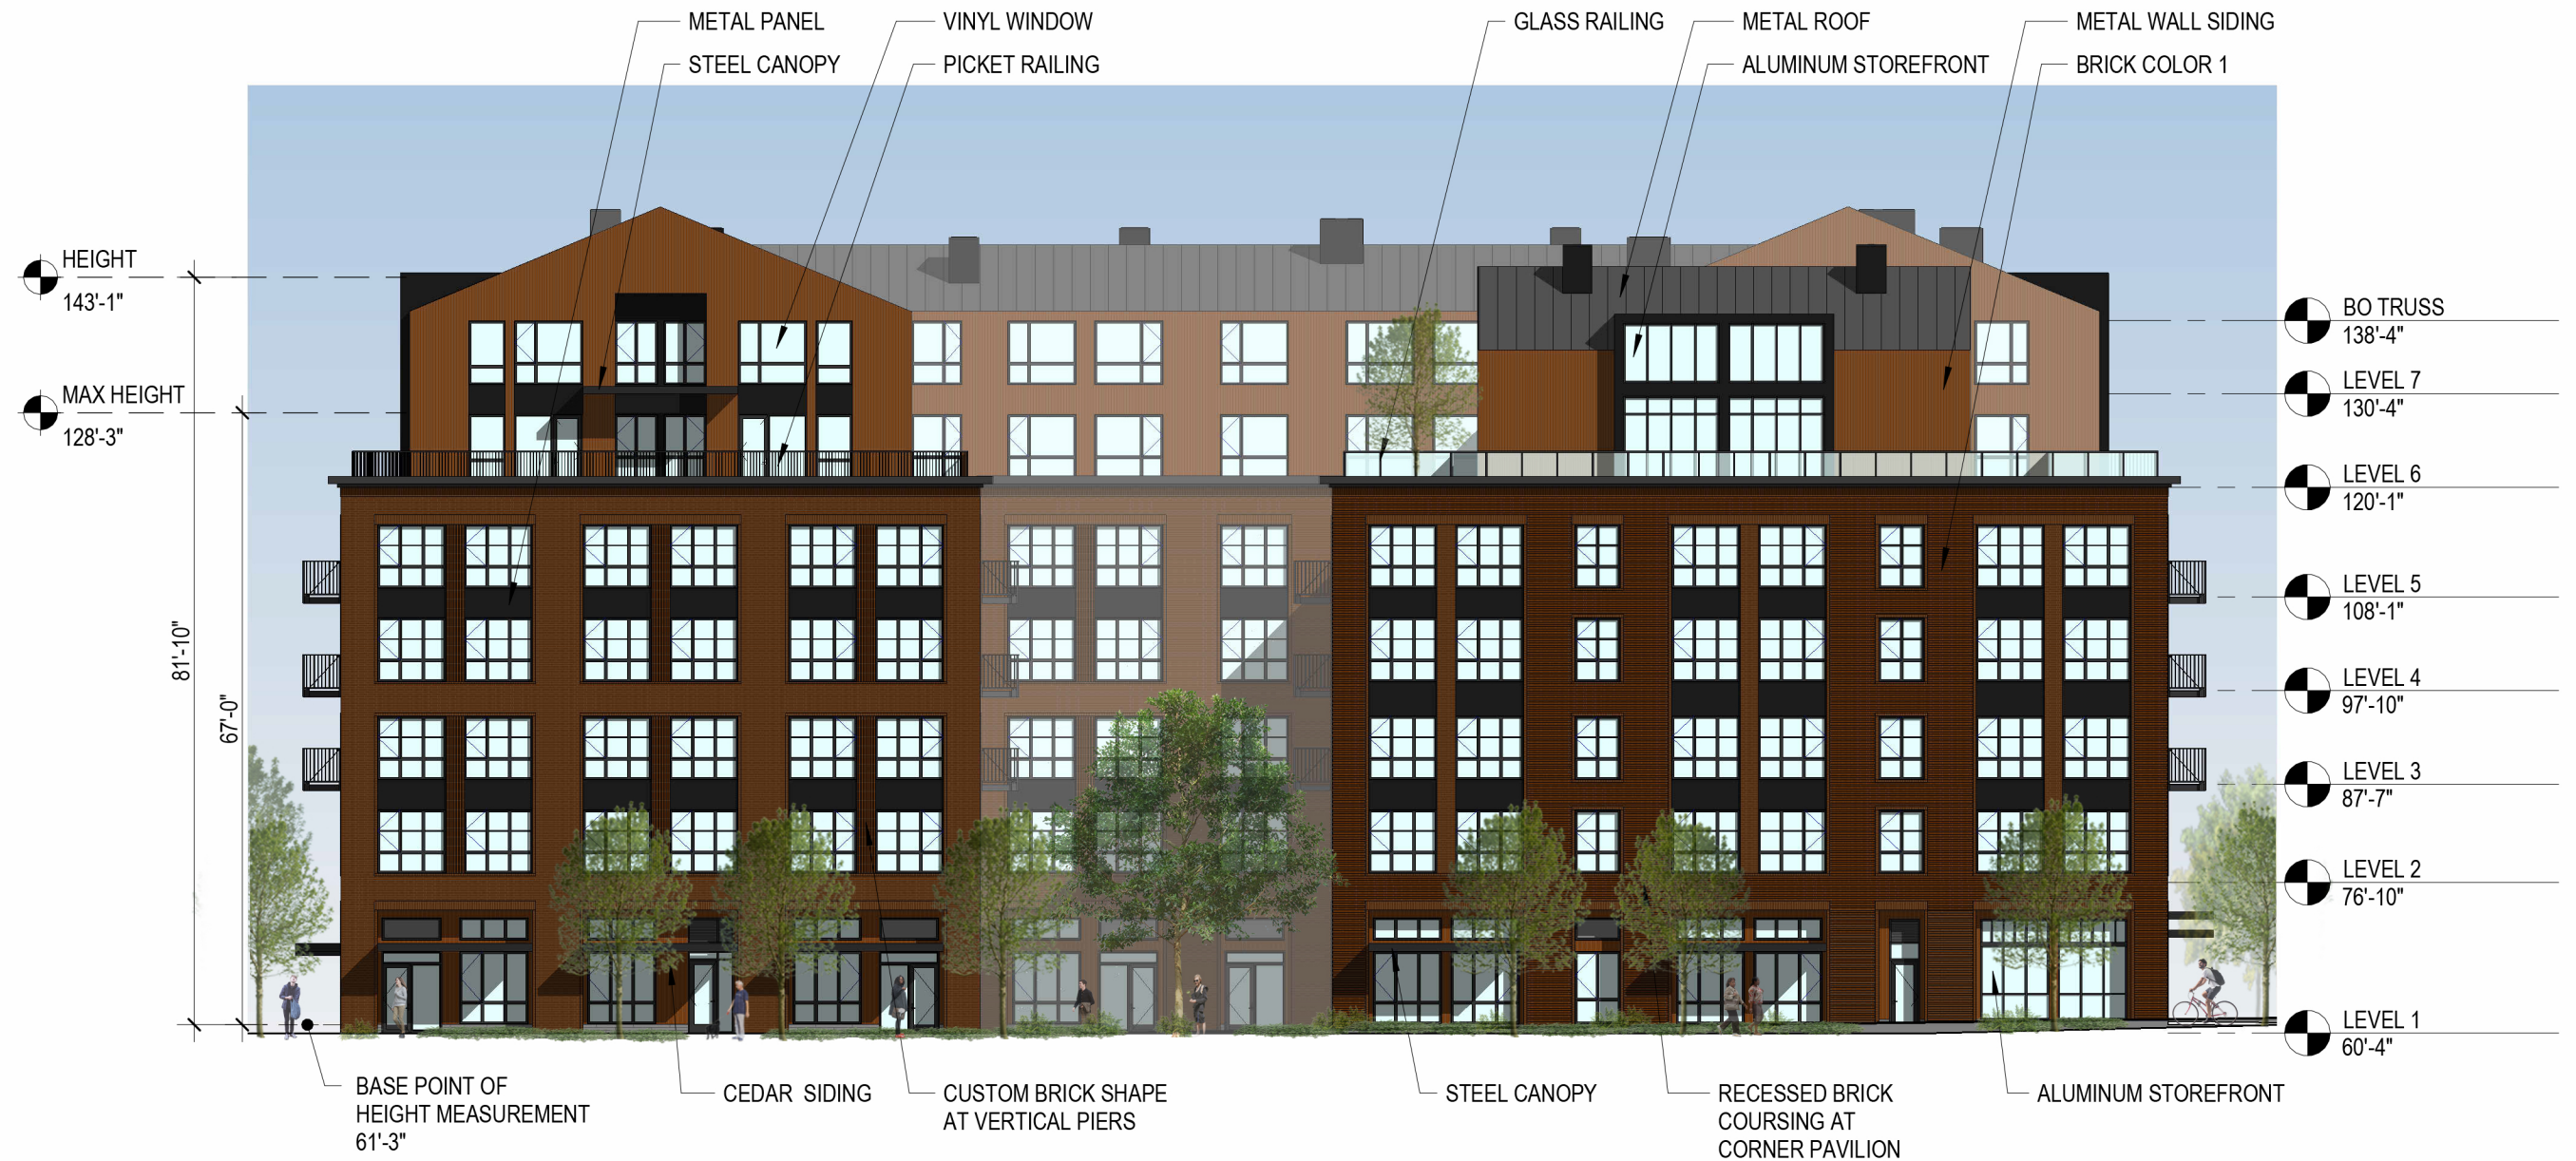 METAL PANEL
STEEL CANOPY
VINYL WINDOW
PICKET RAILING
GLASS RAILING
METAL ROOF
ALUMINUM STOREFRONT
METAL WALL SIDING
BRICK COLOR 1
HEIGHT
143'-1"
MAX HEIGHT
128'-3"
81'-10"
67'-0"
BO TRUSS
138'-4"
LEVEL 7
130'-4"
LEVEL 6
120'-1"
LEVEL 5
108'-1"
LEVEL 4
97'-10"
LEVEL 3
87'-7"
LEVEL 2
76'-10"
LEVEL 1
60'-4"
BASE POINT OF
HEIGHT MEASUREMENT
61'-3"
CEDAR SIDING
CUSTOM BRICK SHAPE
AT VERTICAL PIERS
STEEL CANOPY
RECESSED BRICK
COURSING AT
CORNER PAVILION
ALUMINUM STOREFRONT